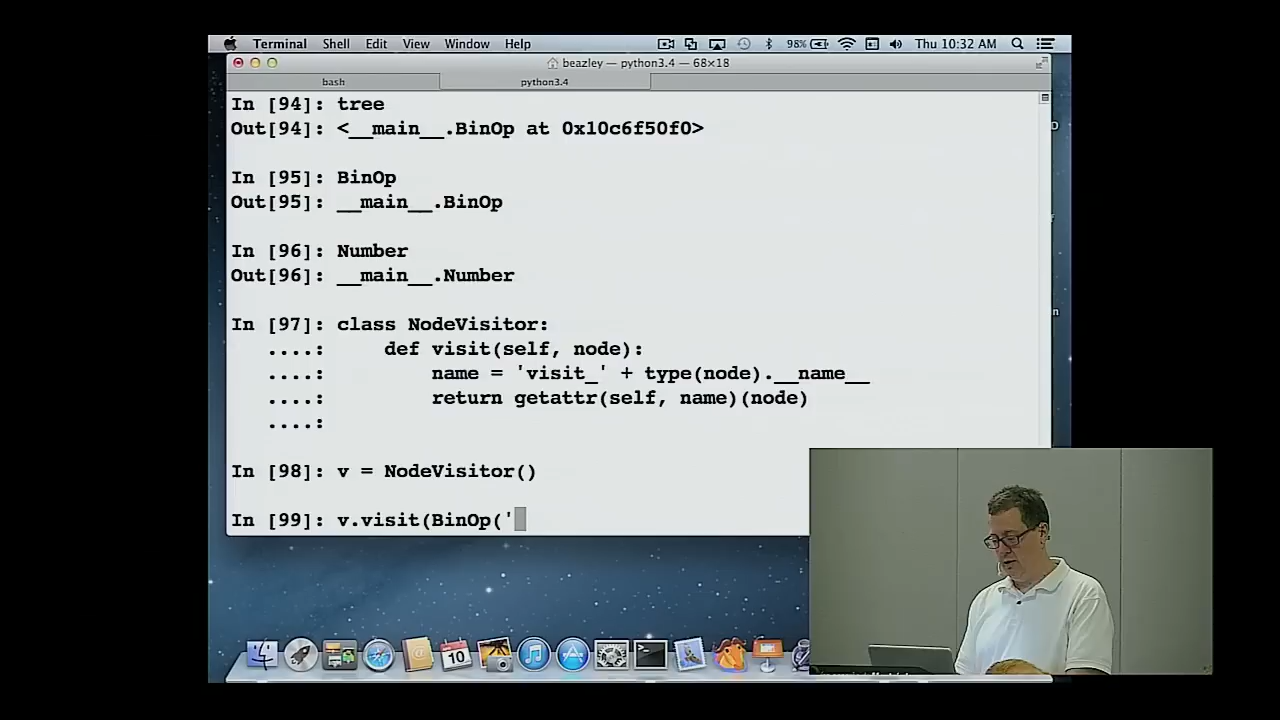 Terminal Shell Edit View Window Help 98% Thu 10:32 AM
beazley — python3.4 — 68×18
bash python3.4
In [94]: tree
Out[94]: <__main__.BinOp at 0x10c6f50f0>
In [95]: BinOp
Out[95]: __main__.BinOp
In [96]: Number
Out[96]: __main__.Number
In [97]: class NodeVisitor:
....: def visit(self, node):
....: name = 'visit_' + type(node).__name__
....: return getattr(self, name)(node)
....:
In [98]: v = NodeVisitor()
In [99]: v.visit(BinOp('
10